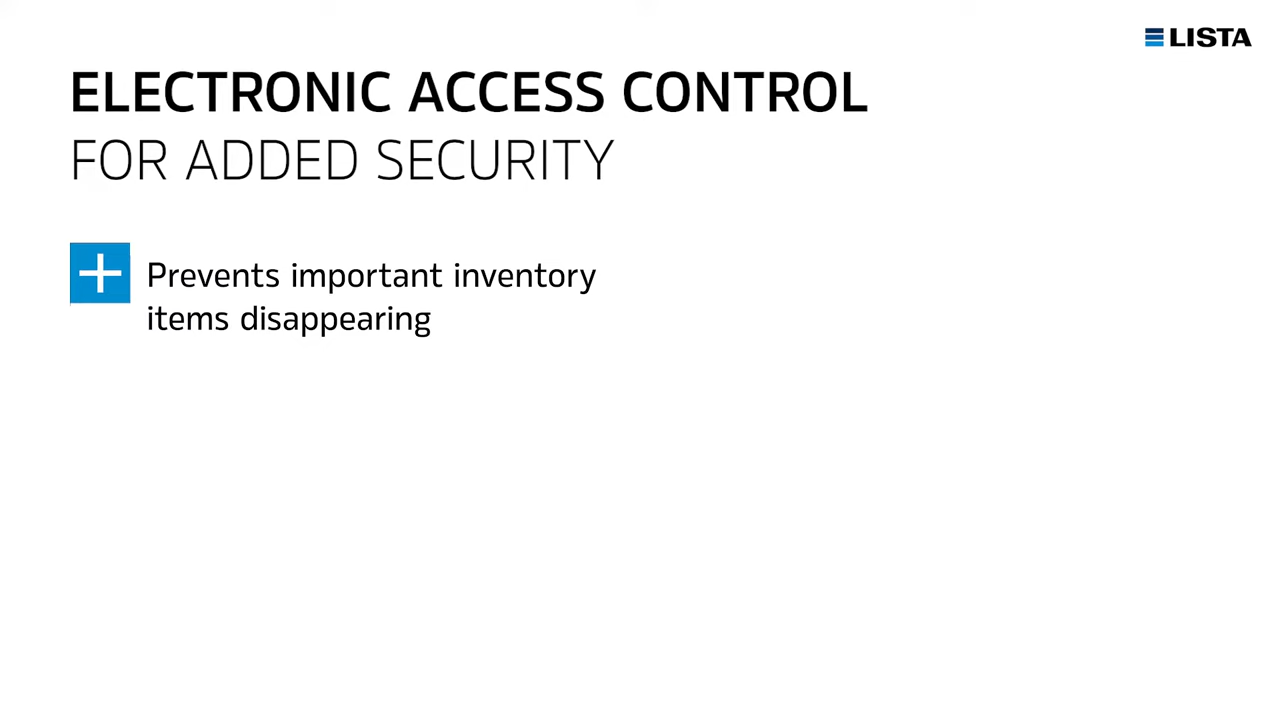 LISTA
ELECTRONIC ACCESS CONTROL
FOR ADDED SECURITY
Prevents important inventory
items disappearing